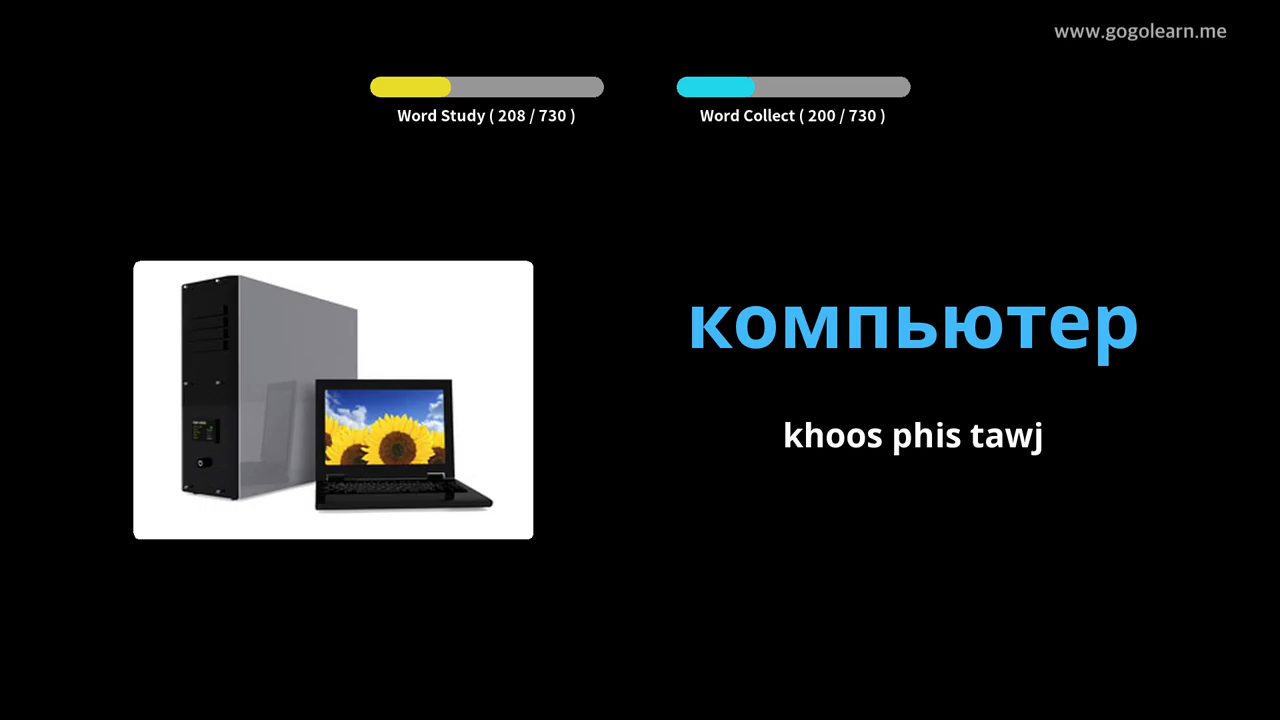 www.gogolearn.me
Word Study ( 208 / 730 )
Word Collect ( 200 / 730 )
компьютер
khoos phis tawj